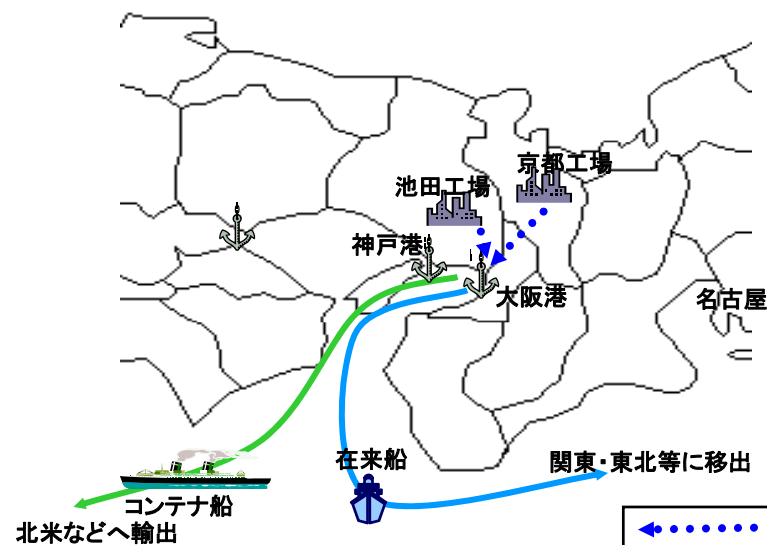 京都工場
池田工場
神戸港
大阪港
名古屋
在来船
関東・東北等に移出
コンテナ船
北米などへ輸出